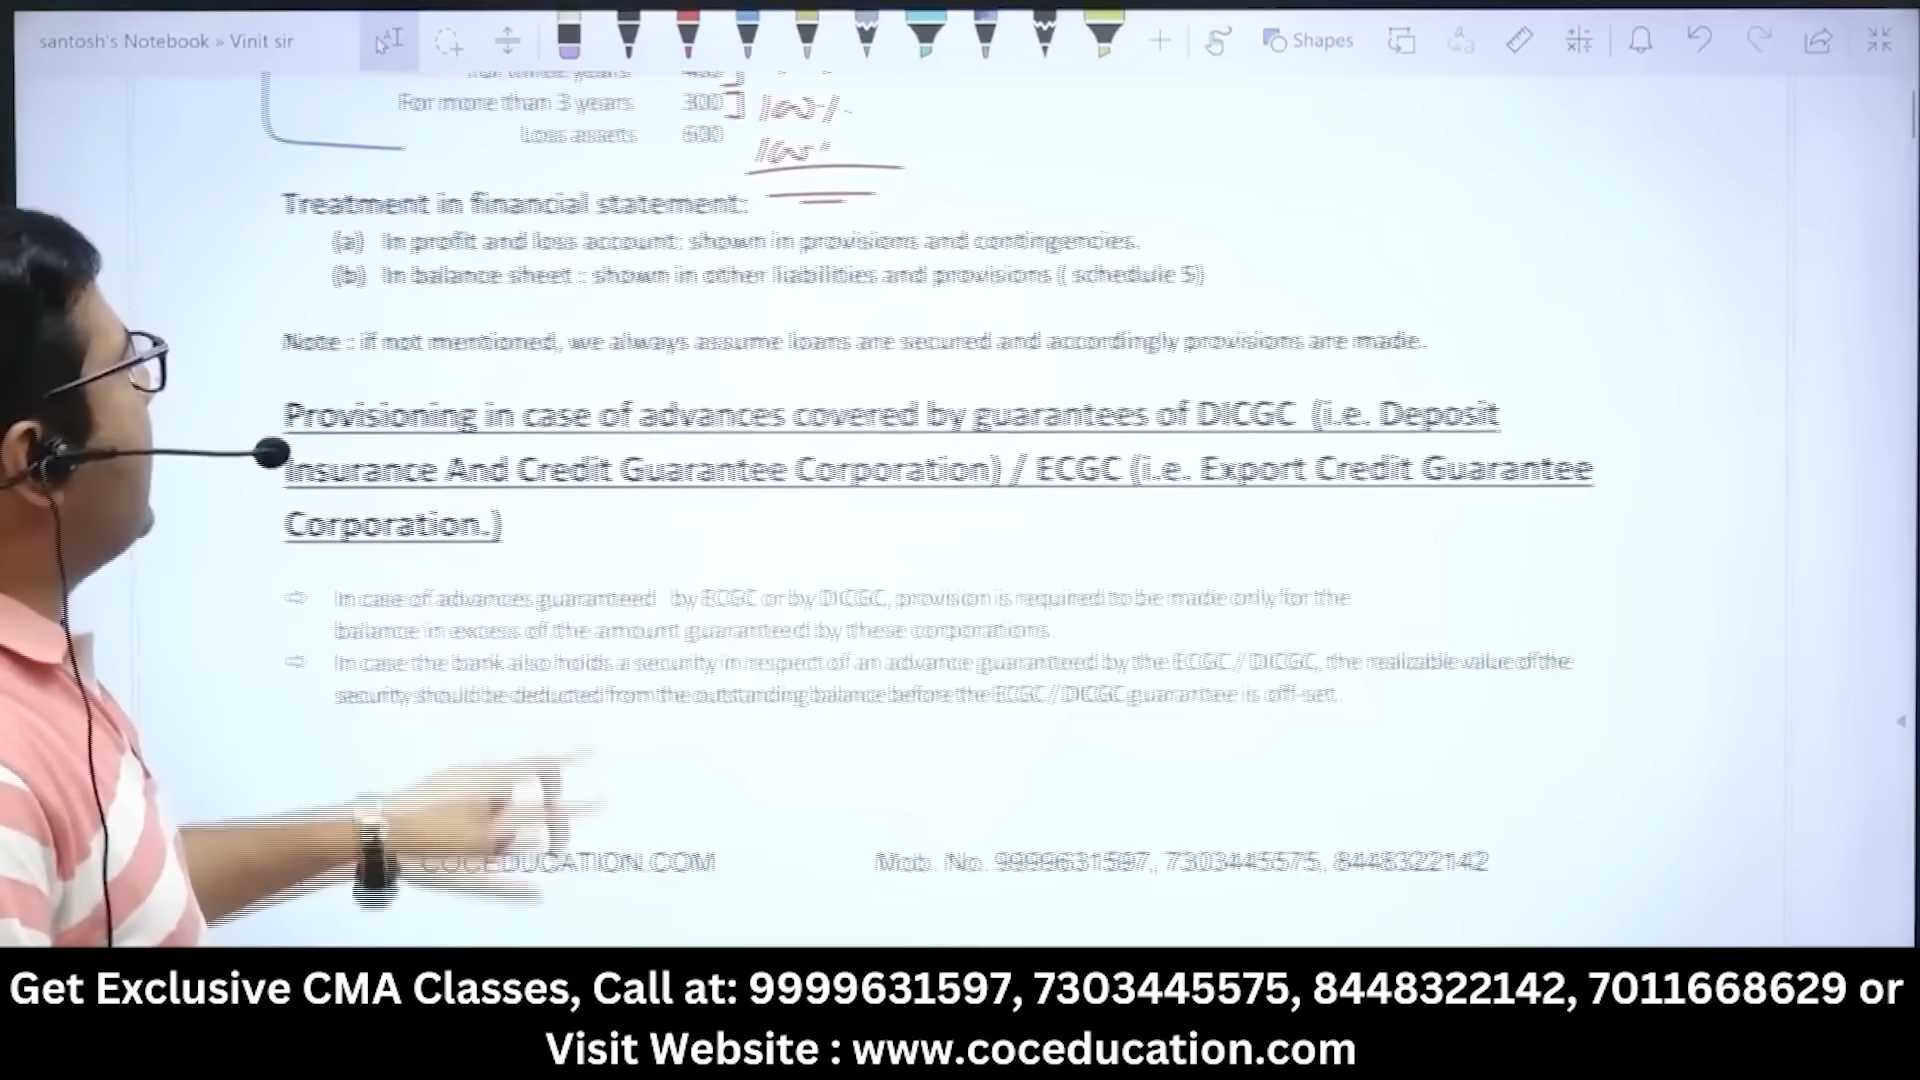 santosh's Notebook » Vinit sir
Shapes
For more than 3 years 300 100%
Loss assets 600
Treatment in financial statement:
(a) In profit and loss account: shown in provisions and contingencies.
(b) In balance sheet : shown in other liabilities and provisions ( schedule 5)
Note : if not mentioned, we always assume loans are secured and accordingly provisions are made.
Provisioning in case of advances covered by guarantees of DICGC (i.e. Deposit
Insurance And Credit Guarantee Corporation) / ECGC (i.e. Export Credit Guarantee
Corporation.)
⇨ In case of advances guaranteed by ECGC or by DICGC, provision is required to be made only for the
balance in excess of the amount guaranteed by these corporations.
⇨ In case the bank also holds a security in respect of an advance guaranteed by the ECGC / DICGC, the realizable value of the
security should be deducted from the outstanding balance before the ECGC / DICGC guarantee is off-set.
COCEDUCATION.COM Mob. No. 9999631597, 7303445575, 8448322142
Get Exclusive CMA Classes, Call at: 9999631597, 7303445575, 8448322142, 7011668629 or
Visit Website : www.coceducation.com